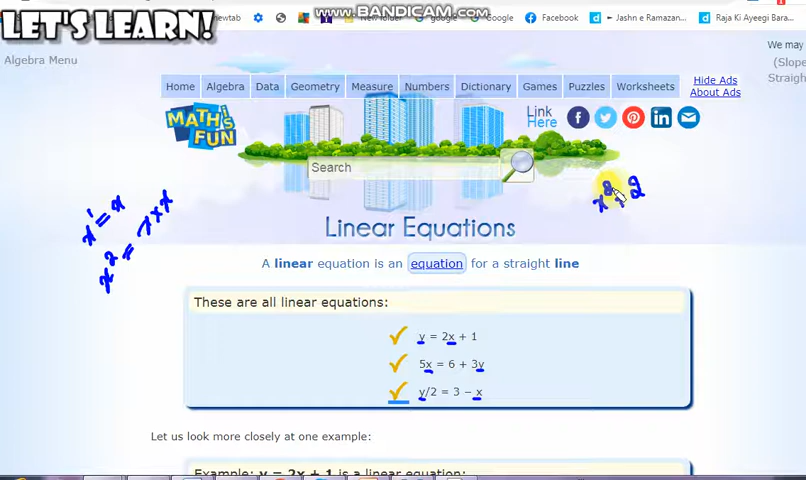 LET'S LEARN!
WWW.BANDICAM.COM
newtab
New folder
google
Google
Facebook
Jashn e Ramazan...
Raja Ki Ayeegi Bara...
Algebra Menu
We may
(Slope
Straigh
Home Algebra Data Geometry Measure Numbers Dictionary Games Puzzles Worksheets
Hide Ads
About Ads
MATH IS FUN
Link Here
Search
x¹ = x
x² =
Linear Equations
A linear equation is an equation for a straight line
These are all linear equations:
y = 2x + 1
5x = 6 + 3y
y/2 = 3 − x
Let us look more closely at one example:
Example: y = 2x + 1 is a linear equation: